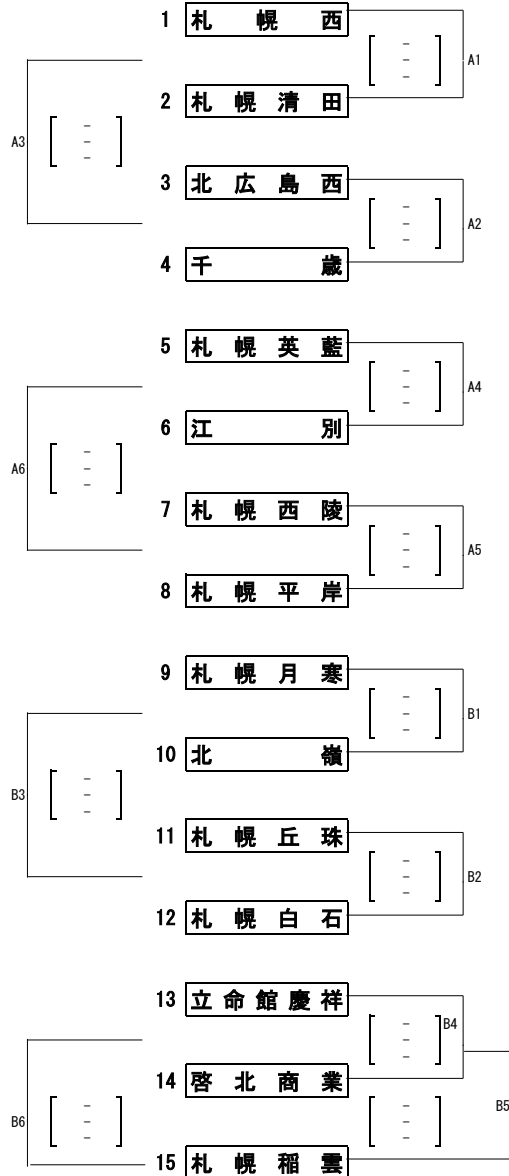 1 札幌西
A1
2 札幌清田
A3
3 北広島西
A2
4 千歳
5 札幌英藍
A4
6 江別
A6
7 札幌西陵
A5
8 札幌平岸
9 札幌月寒
B1
10 北嶺
B3
11 札幌丘珠
B2
12 札幌白石
13 立命館慶祥
B4
14 啓北商業
B5
B6
15 札幌稲雲